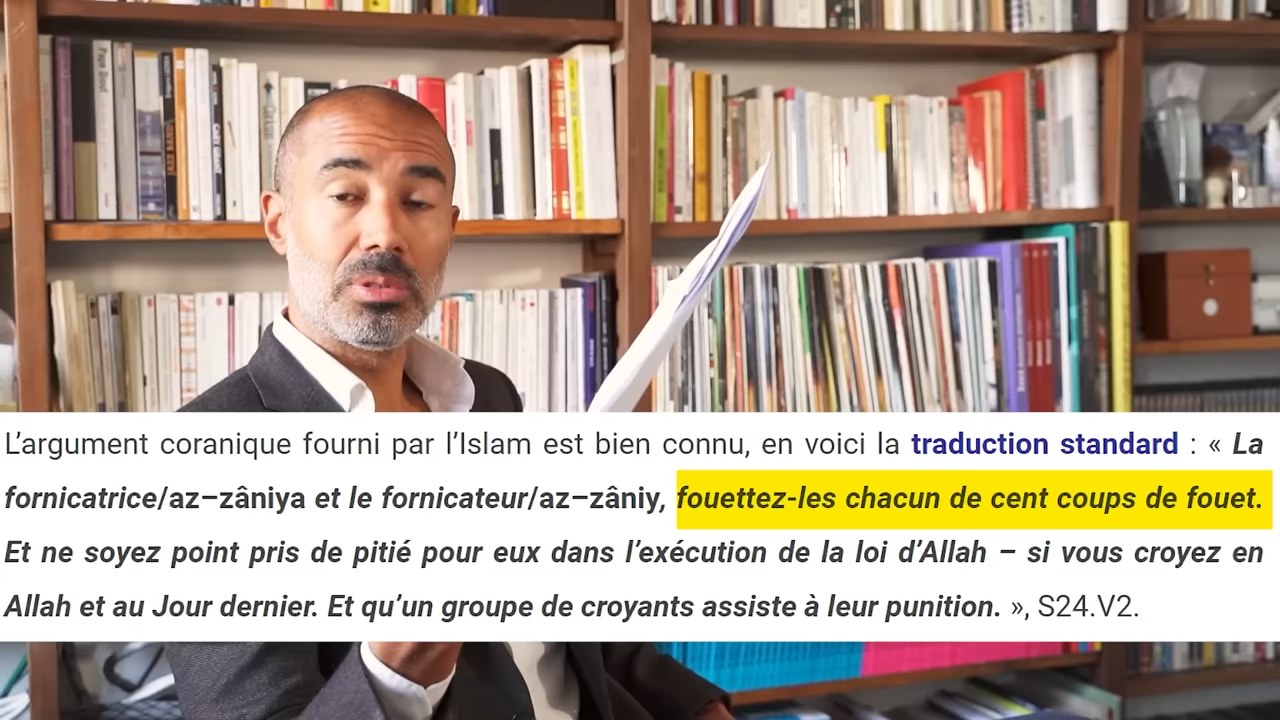 L’argument coranique fourni par l’Islam est bien connu, en voici la traduction standard : « La
fornicatrice/az–zâniya et le fornicateur/az–zâniy, fouettez-les chacun de cent coups de fouet.
Et ne soyez point pris de pitié pour eux dans l’exécution de la loi d’Allah – si vous croyez en
Allah et au Jour dernier. Et qu’un groupe de croyants assiste à leur punition. », S24.V2.